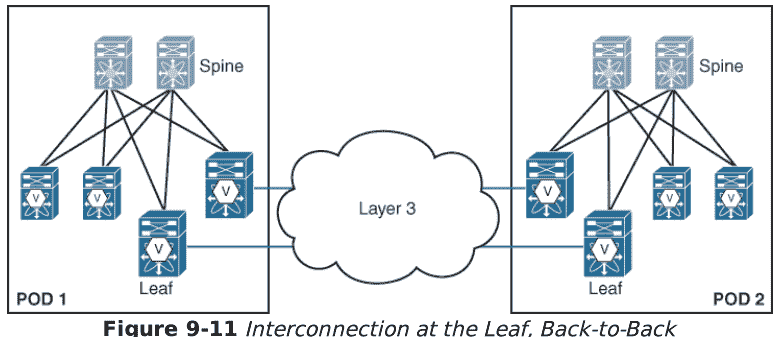 Spine
Spine
V
V
V
V
Layer 3
V
V
V
V
Leaf
Leaf
POD 1
POD 2
Figure 9-11 Interconnection at the Leaf, Back-to-Back